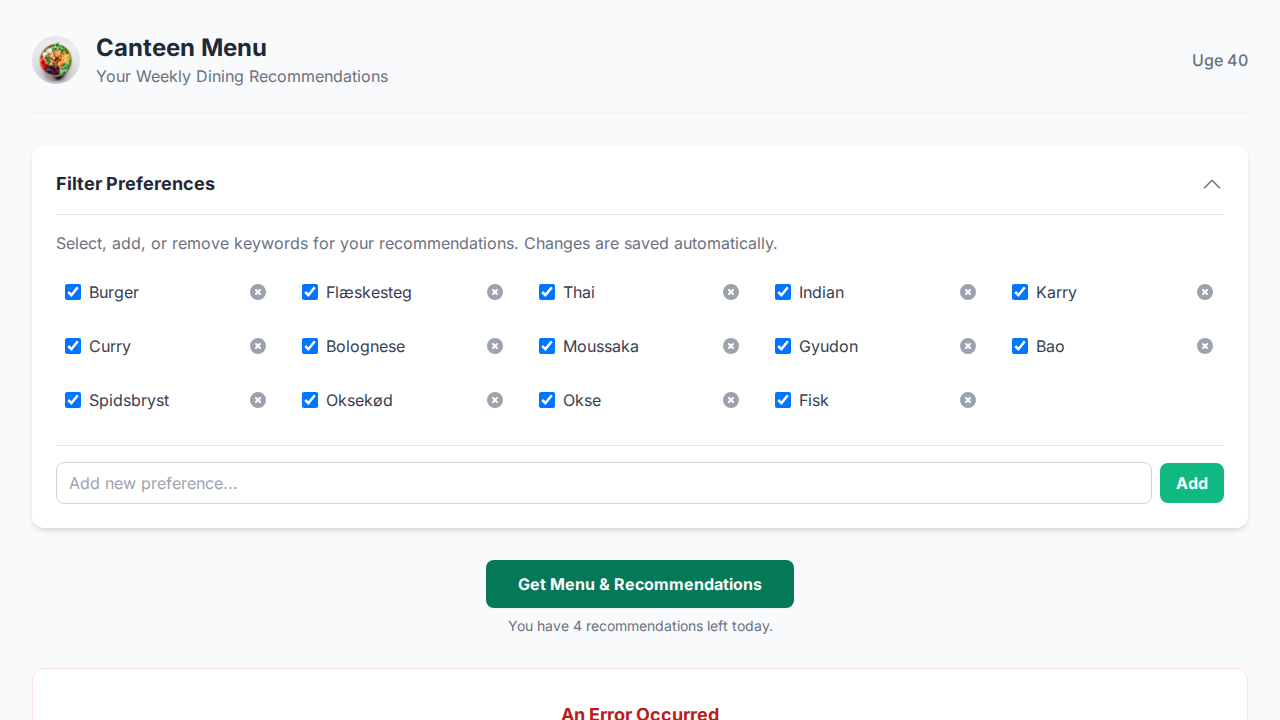 Canteen Menu
Your Weekly Dining Recommendations
Uge 40
Filter Preferences
Select, add, or remove keywords for your recommendations. Changes are saved automatically.
Burger
Flæskesteg
Thai
Indian
Karry
Curry
Bolognese
Moussaka
Gyudon
Bao
Spidsbryst
Oksekød
Okse
Fisk
Add new preference...
Add
Get Menu & Recommendations
You have 4 recommendations left today.
An Error Occurred